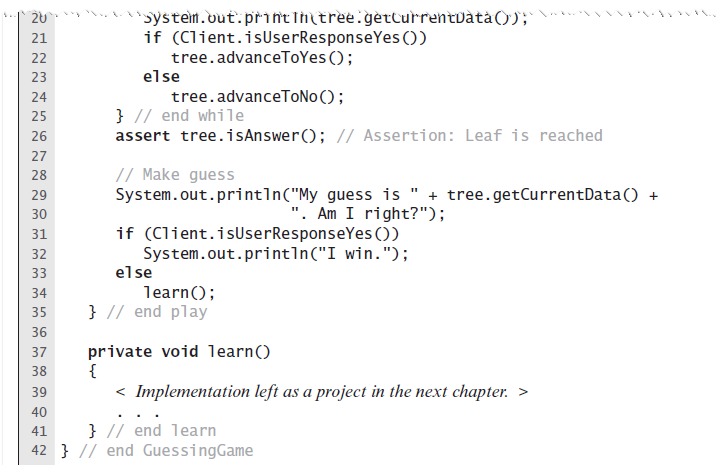 20 System.out.println(tree.getCurrentData());
21 if (Client.isUserResponseYes())
22 tree.advanceToYes();
23 else
24 tree.advanceToNo();
25 } // end while
26 assert tree.isAnswer(); // Assertion: Leaf is reached
27
28 // Make guess
29 System.out.println("My guess is " + tree.getCurrentData() +
30 ". Am I right?");
31 if (Client.isUserResponseYes())
32 System.out.println("I win.");
33 else
34 learn();
35 } // end play
36
37 private void learn()
38 {
39 < Implementation left as a project in the next chapter. >
40 . . .
41 } // end learn
42 } // end GuessingGame